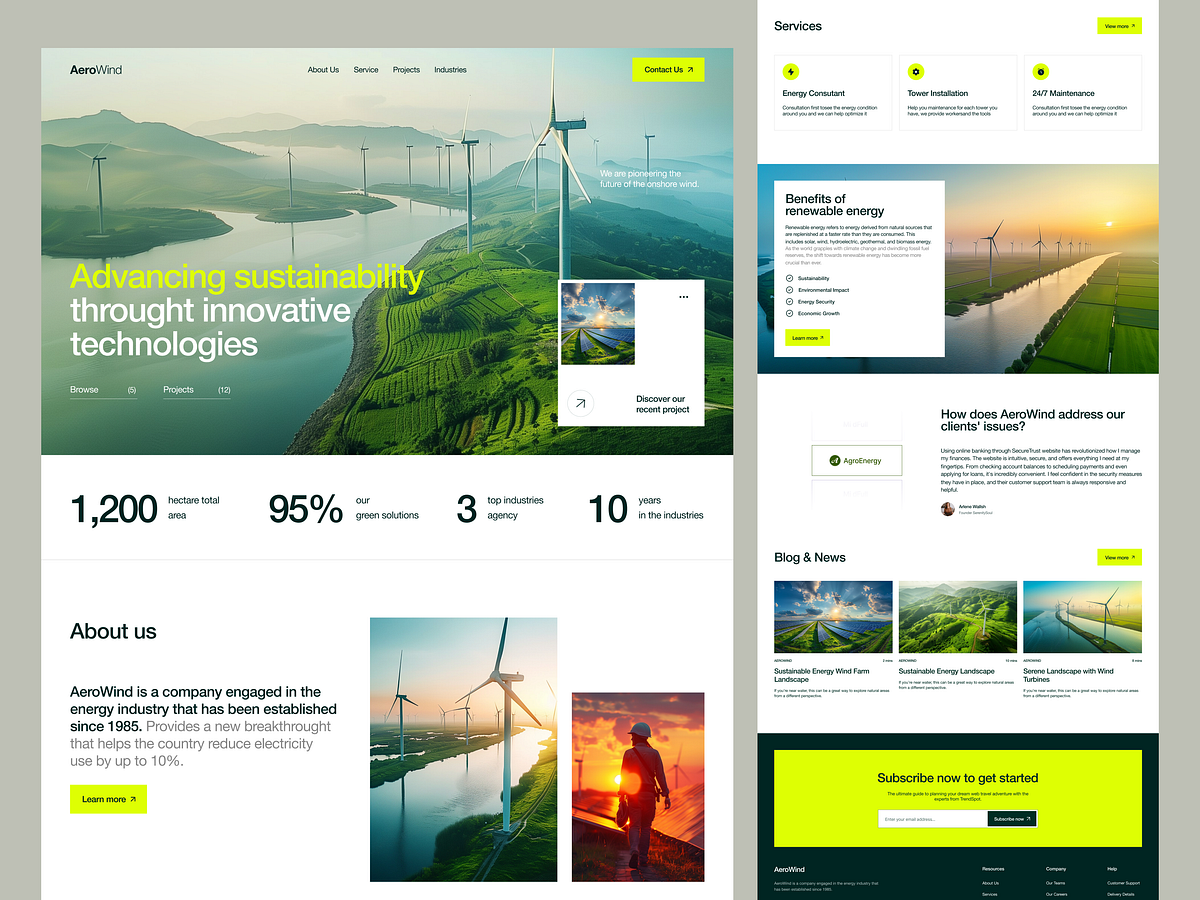 AeroWind
About Us
Service
Projects
Industries
Contact Us
We are pioneering the
future of the onshore wind.
Advancing sustainability
throught innovative
technologies
Browse (5)
Projects (12)
Discover our
recent project
1,200
hectare total
area
95%
our
green solutions
3
top industries
agency
10
years
in the industries
About us
AeroWind is a company engaged in the
energy industry that has been established
since 1985. Provides a new breakthrought
that helps the country reduce electricity
use by up to 10%.
Learn more
Services
View more
Energy Consutant
Consultation first tosee the energy condition
around you and we can help optimize it
Tower Installation
Help you maintenance for each tower you
have, we provide workersand the tools
24/7 Maintenance
Consultation first tosee the energy condition
around you and we can help optimize it
Benefits of
renewable energy
Renewable energy refers to energy derived from natural sources that
are replenished at a faster rate than they are consumed. This
includes solar, wind, hydroelectric, geothermal, and biomass energy.
As the world grapples with climate change and dwindling fossil fuel
reserves, the shift towards renewable energy has become more
crucial than ever.
Sustainability
Environmental Impact
Energy Security
Economic Growth
Learn more
AgroEnergy
How does AeroWind address our
clients' issues?
Using online banking through SecureTrust website has revolutionized how I manage
my finances. The website is intuitive, secure, and offers everything I need at my
fingertips. From checking account balances to scheduling payments and even
applying for loans, it's incredibly convenient. I feel confident in the security measures
they have in place, and their customer support team is always responsive and
helpful.
Arlene Wallsh
Founder SerenitySoul
Blog & News
View more
AEROWIND 2 mins
Sustainable Energy Wind Farm
Landscape
If you're near water, this can be a great way to explore natural areas
from a different perspective.
AEROWIND 10 mins
Sustainable Energy Landscape
If you're near water, this can be a great way to explore natural areas
from a different perspective.
AEROWIND
Serene Landscape with Wind
Turbines
If you're near water, this can be a great way to explore natural areas
from a different perspective.
Subscribe now to get started
The ultimate guide to planning your dream web travel adventure with the
experts from TrendSpot.
Enter your email address...
Subscribe now
AeroWind
AeroWind is a company engaged in the energy industry that
has been established since 1985.
Resources
About Us
Services
Company
Our Teams
Our Careers
Help
Customer Support
Delivery Details